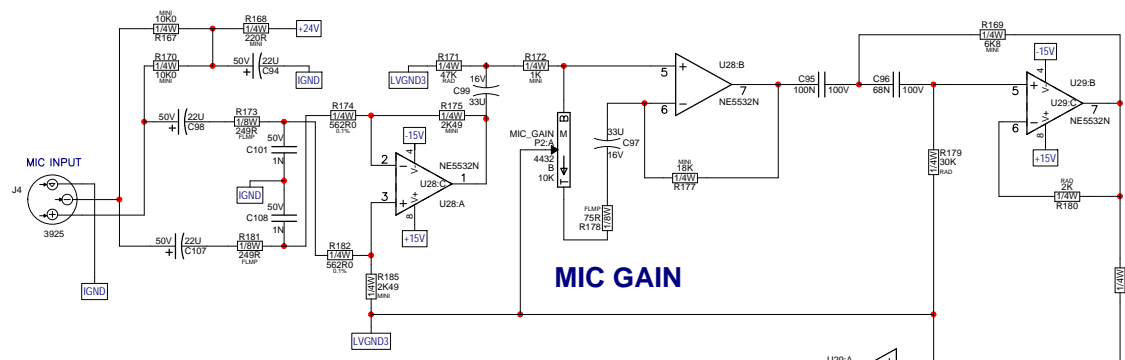 MINI
10K0
1/4W
R167
R168
1/4W
220R
MINI
+24V
R170
1/4W
10K0
MINI
50V
22U
C94
IGND
50V
22U
C98
R173
1/8W
249R
FLMP
50V
C101
1N
IGND
50V
C108
1N
MIC INPUT
J4
3925
IGND
50V
22U
C107
R181
1/8W
249R
FLMP
R174
1/4W
562R0
0.1%
R175
1/4W
2K49
MINI
LVGND3
R171
1/4W
47K
RAD
16V
C99
33U
R172
1/4W
1K
MINI
-15V
4
V-
NE5532N
2
3
1
U28:C
U28:A
V+
8
+15V
R182
1/4W
562R0
0.1%
R185
1/4W
2K49
MINI
LVGND3
MIC_GAIN
P2:A
4432
B
10K
B
M
T
33U
C97
16V
FLMP
75R
R178
1/8W
5
6
7
U28:B
NE5532N
MINI
18K
1/4W
R177
MIC GAIN
C95
100N
100V
C96
68N
100V
R169
1/4W
6K8
MINI
-15V
4
V-
U29:B
U29:C
5
6
7
NE5532N
V+
8
+15V
R179
30K
RAD
1/4W
RAD
2K
1/4W
R180
1/4W
U29:A